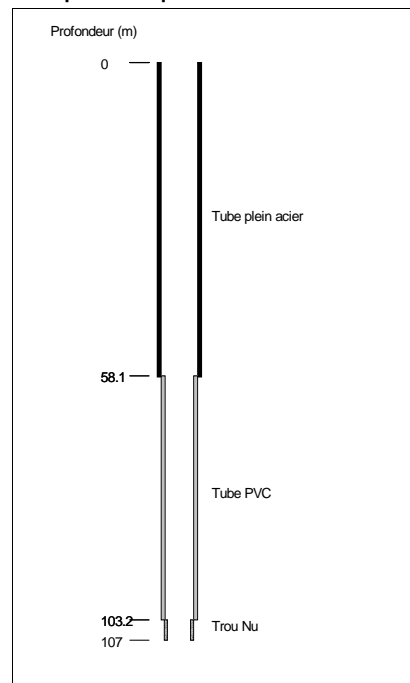 Profondeur (m)
0
Tube plein acier
58.1
Tube PVC
103.2
Trou Nu
107